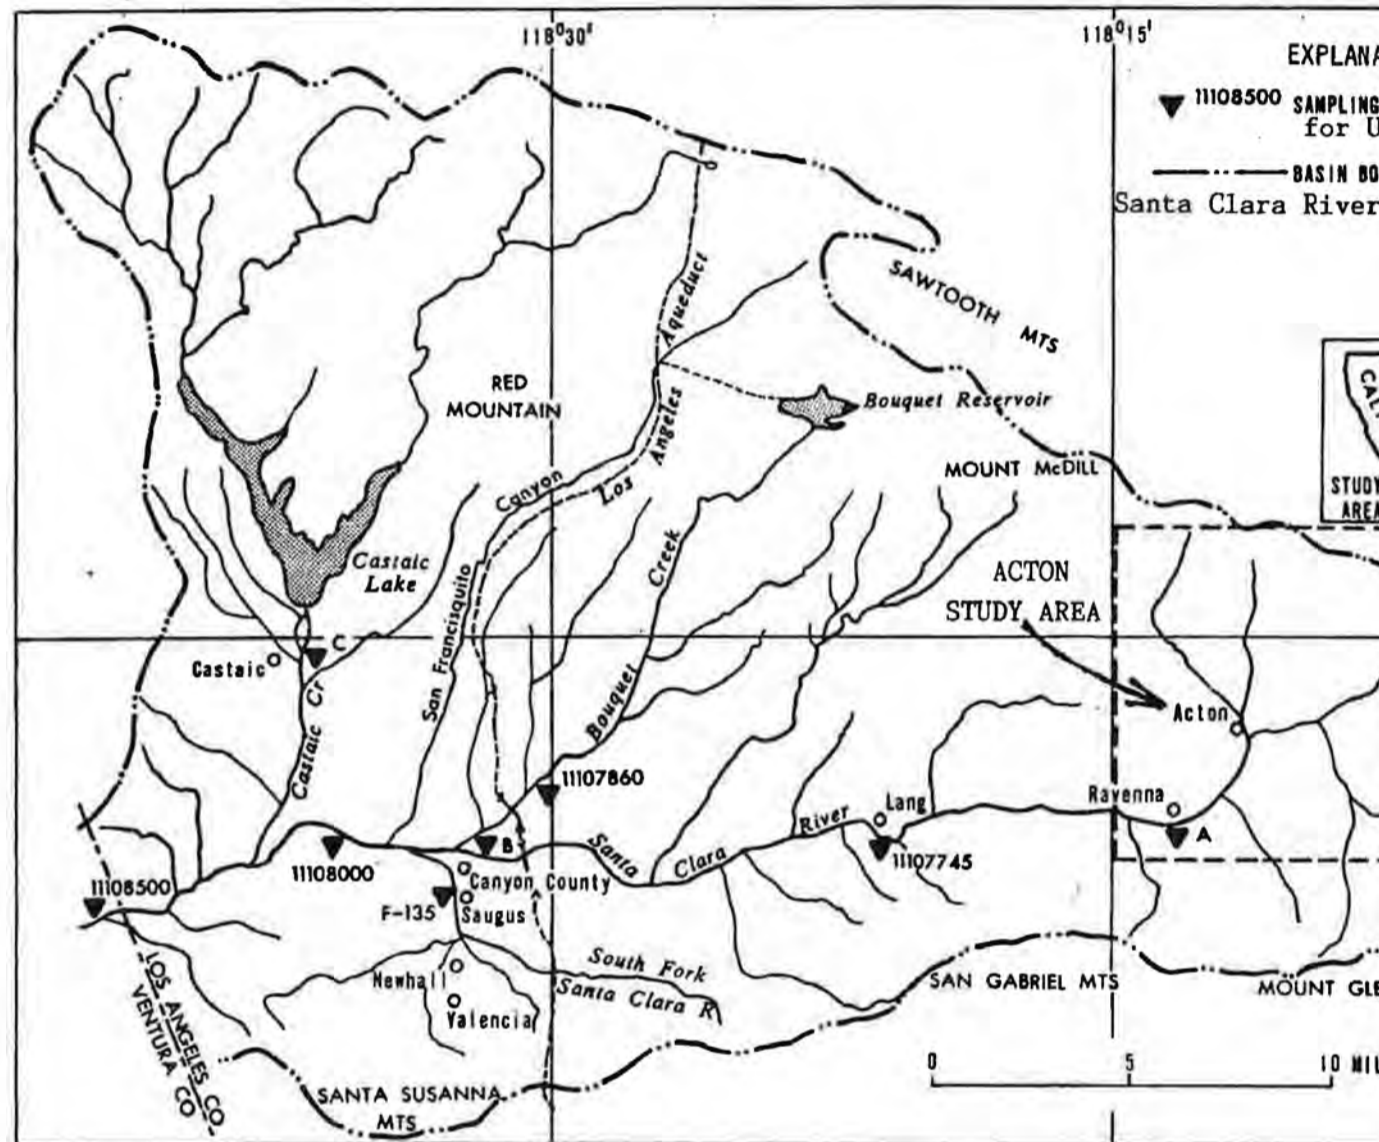 118°30'
118°15'
EXPLANA
11108500 SAMPLING
for U
BASIN BO
Santa Clara River
SAWTOOTH MTS
Aqueduct
Angeles
Los
RED
MOUNTAIN
Bouquet Reservoir
CAL
STUDY
AREA
MOUNT McDILL
Canyon
San Francisquito
Castaic
Lake
Creek
Bouquet
ACTON
STUDY AREA
Castaic
C
Castaic Cr
Acton
11107860
Ravenna
A
Lang
River
Clara
Santa
11107745
B
11108000
11108500
Canyon County
F-135
Saugus
South Fork
Santa Clara R
Newhall
Valencia
SAN GABRIEL MTS
MOUNT GLE
LOS ANGELES CO
VENTURA CO
SANTA SUSANNA
MTS
0 5 10 MIL